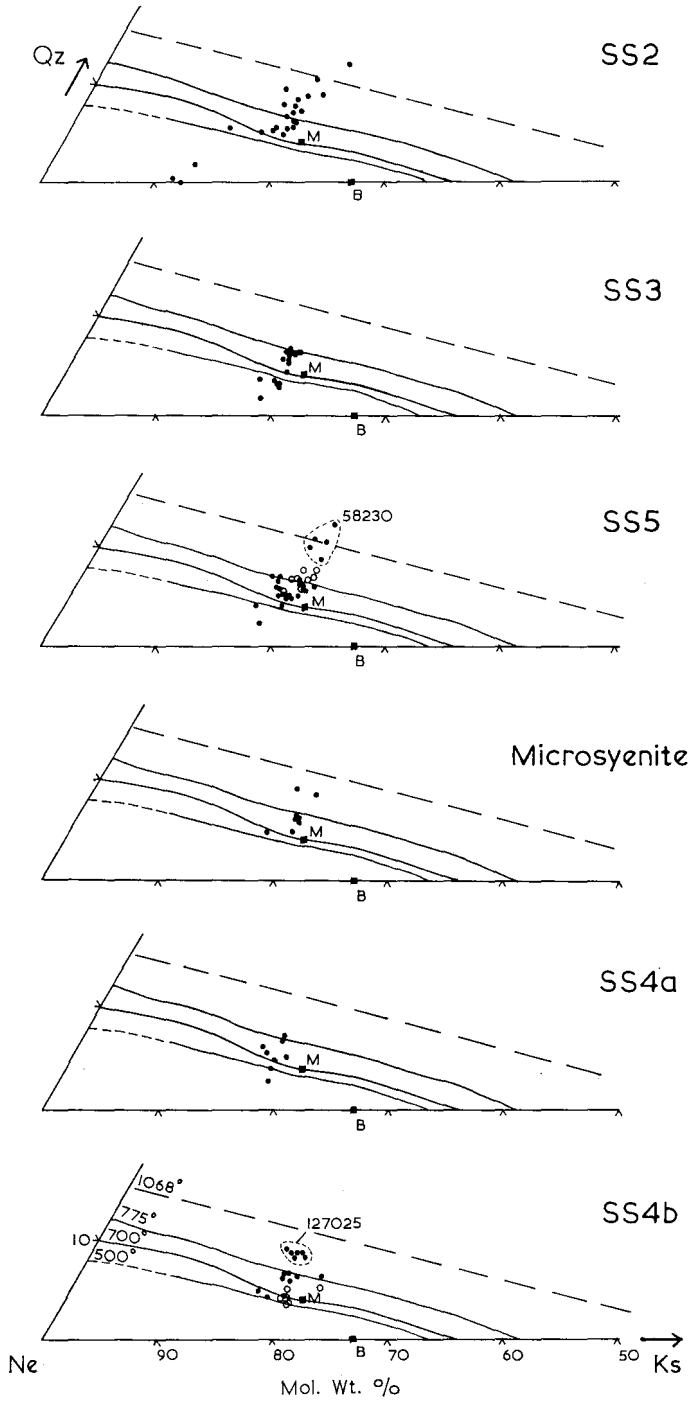 Qz
SS2
M
B
SS3
M
B
58230
SS5
M
B
Microsyenite
M
B
SS4a
M
B
1068°
SS4b
775°
127025
10
700°
500°
M
B
90
80
70
60
50
Ne
Ks
Mol. Wt. %